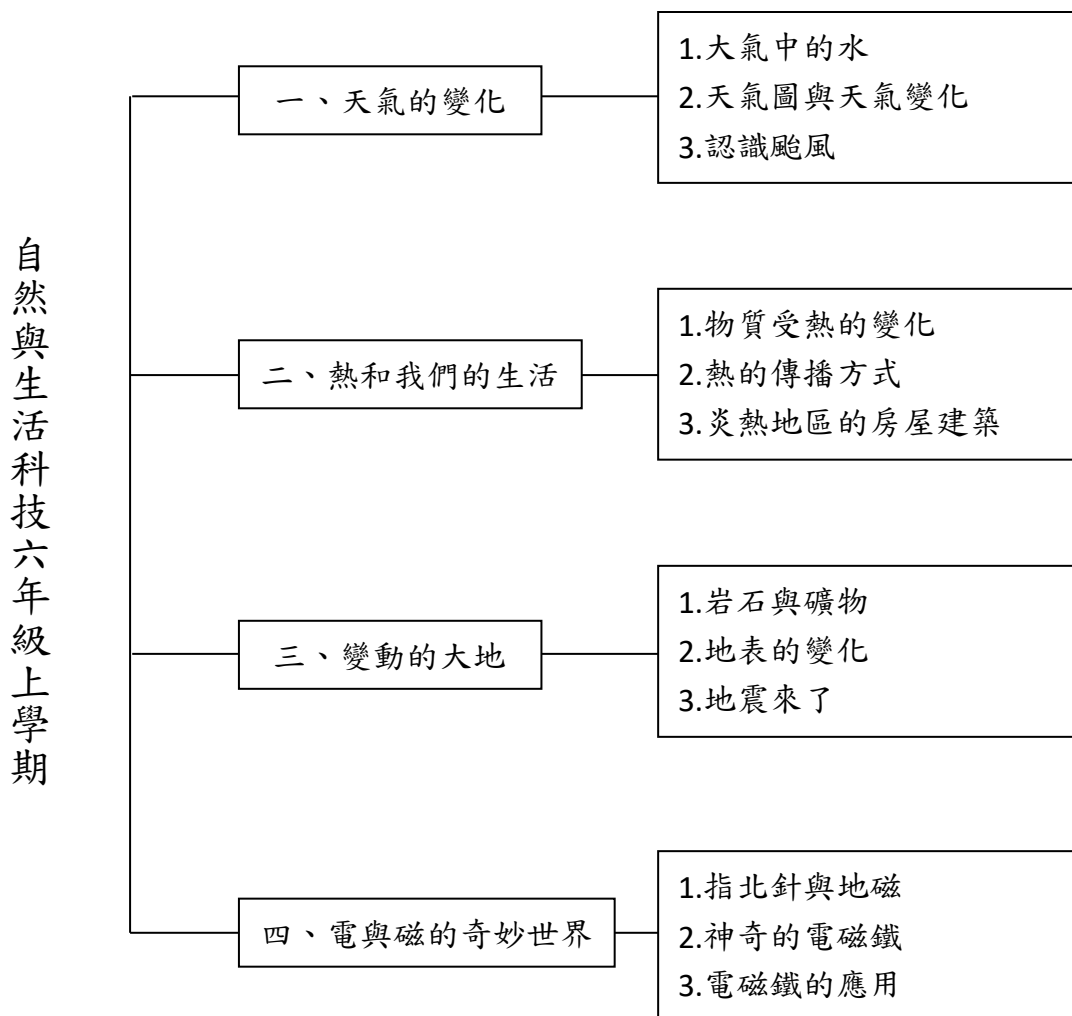 自然與生活科技六年級上學期
一、天氣的變化
1.大氣中的水
2.天氣圖與天氣變化
3.認識颱風
二、熱和我們的生活
1.物質受熱的變化
2.熱的傳播方式
3.炎熱地區的房屋建築
三、變動的大地
1.岩石與礦物
2.地表的變化
3.地震來了
四、電與磁的奇妙世界
1.指北針與地磁
2.神奇的電磁鐵
3.電磁鐵的應用